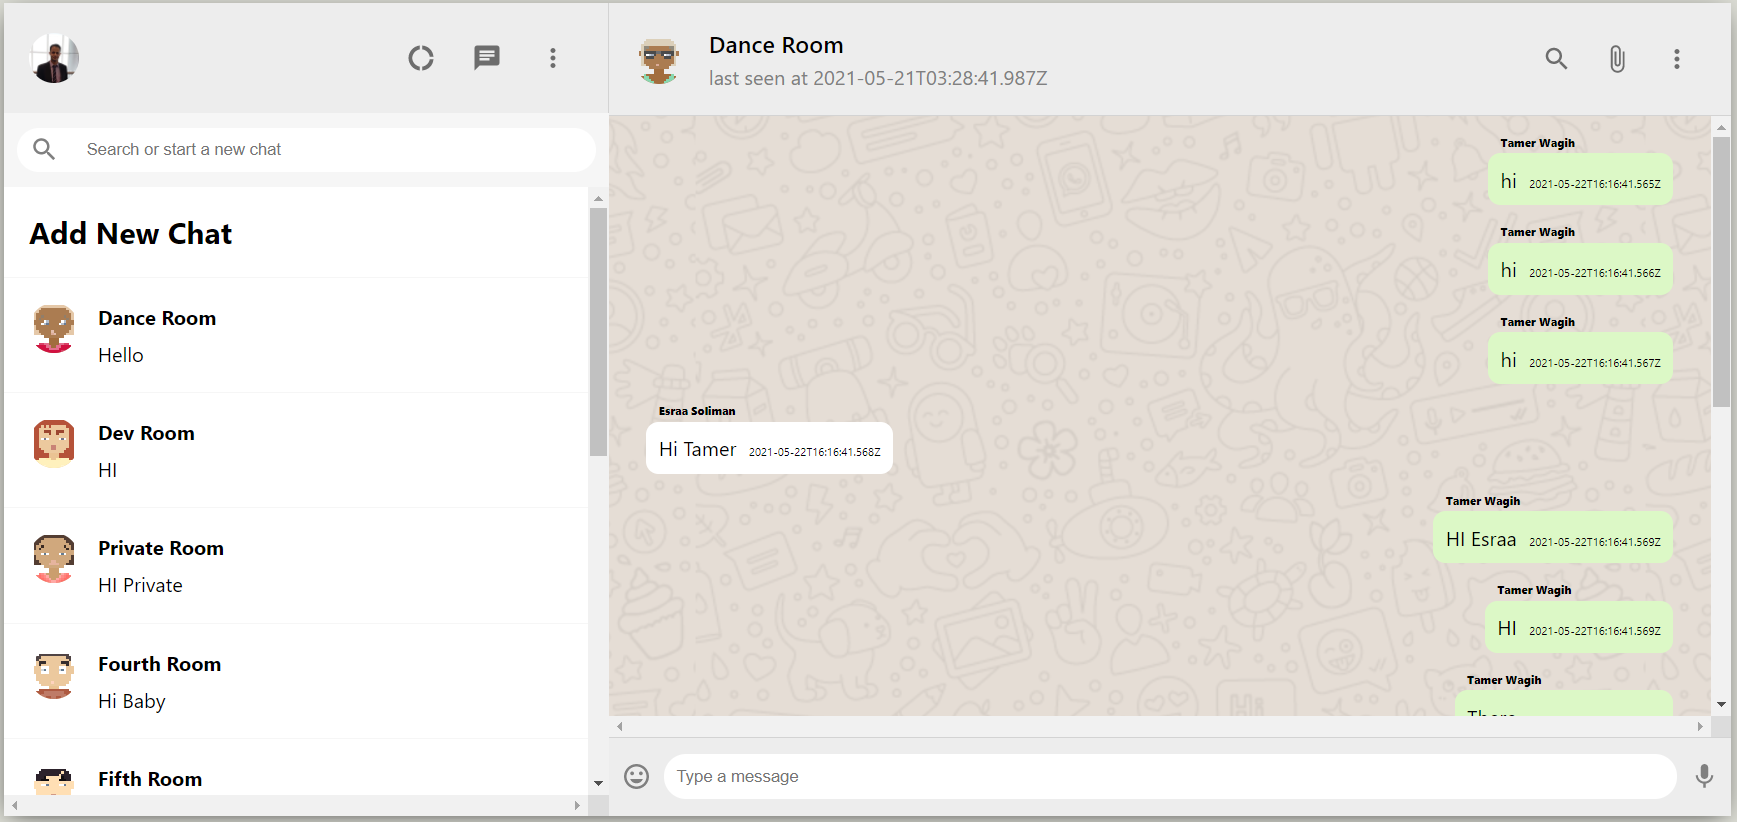 Dance Room
last seen at 2021-05-21T03:28:41.987Z
Search or start a new chat
Add New Chat
Dance Room
Hello
Dev Room
HI
Private Room
HI Private
Fourth Room
Hi Baby
Fifth Room
Tamer Wagih
hi 2021-05-22T16:16:41.565Z
Tamer Wagih
hi 2021-05-22T16:16:41.566Z
Tamer Wagih
hi 2021-05-22T16:16:41.567Z
Esraa Soliman
Hi Tamer 2021-05-22T16:16:41.568Z
Tamer Wagih
HI Esraa 2021-05-22T16:16:41.569Z
Tamer Wagih
HI 2021-05-22T16:16:41.569Z
Tamer Wagih
Type a message